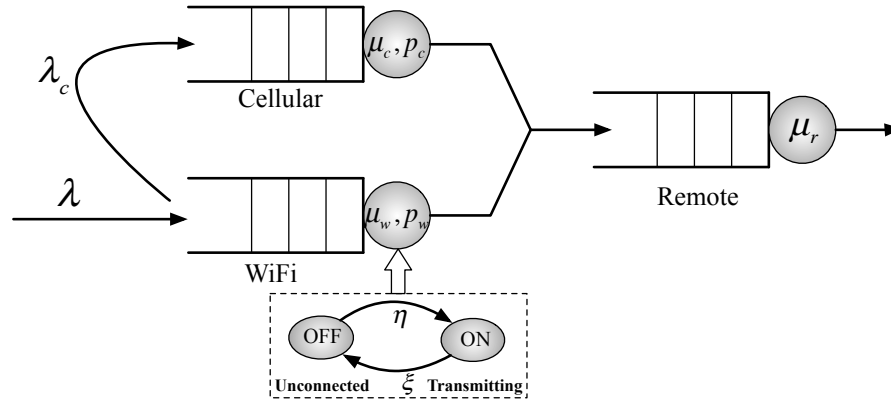 μ_c, p_c
λ_c
Cellular
μ_r
λ
μ_w, p_w
Remote
WiFi
OFF
η
ON
Unconnected
ξ
Transmitting